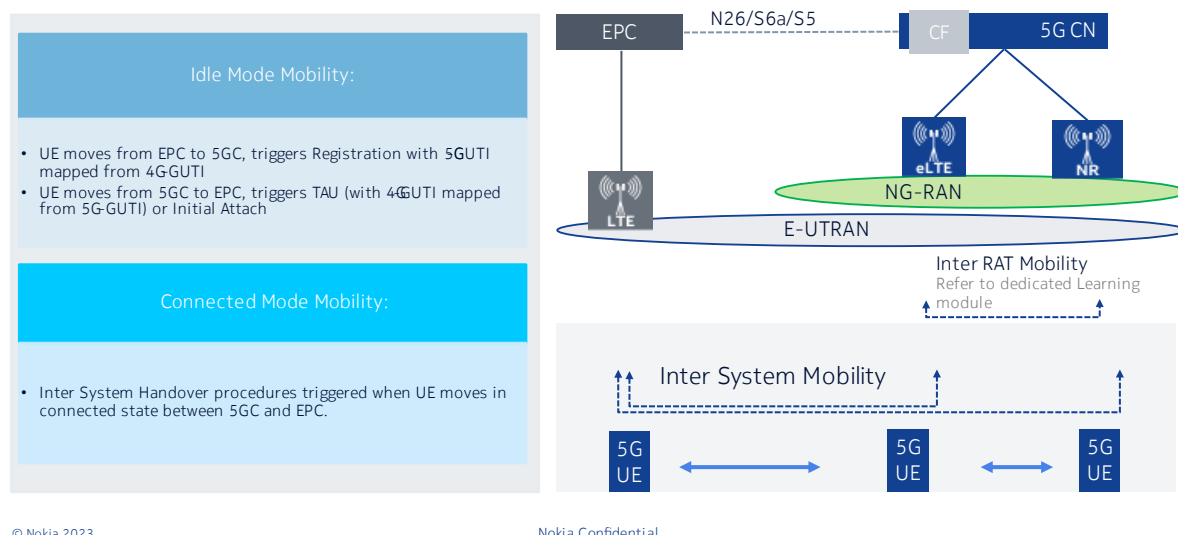 Idle Mode Mobility:
• UE moves from EPC to 5GC, triggers Registration with 5GGUTI
mapped from 4G-GUTI
• UE moves from 5GC to EPC, triggers TAU (with 4G-GUTI mapped
from 5G-GUTI) or Initial Attach
Connected Mode Mobility:
• Inter System Handover procedures triggered when UE moves in
connected state between 5GC and EPC.
EPC
N26/S6a/S5
CF
5G CN
eLTE
NR
LTE
NG-RAN
E-UTRAN
Inter RAT Mobility
Refer to dedicated Learning
module
Inter System Mobility
5G
UE
5G
UE
5G
UE
© Nokia 2023
Nokia Confidential